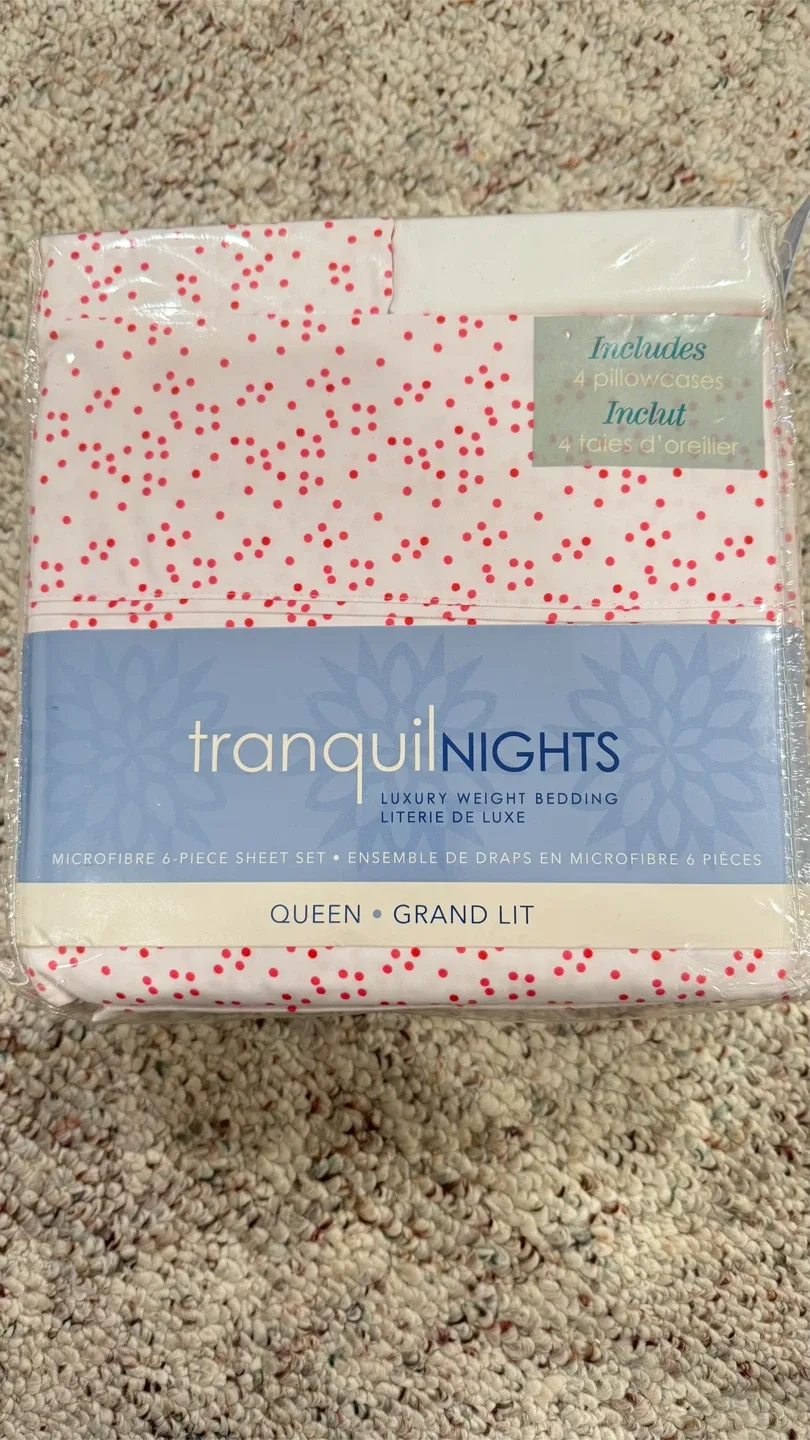 Includes
4 pillowcases
Inclut
4 taies d'oreiller
tranquilNIGHTS
LUXURY WEIGHT BEDDING
LITERIE DE LUXE
MICROFIBRE 6-PIECE SHEET SET • ENSEMBLE DE DRAPS EN MICROFIBRE 6 PIÈCES
QUEEN • GRAND LIT